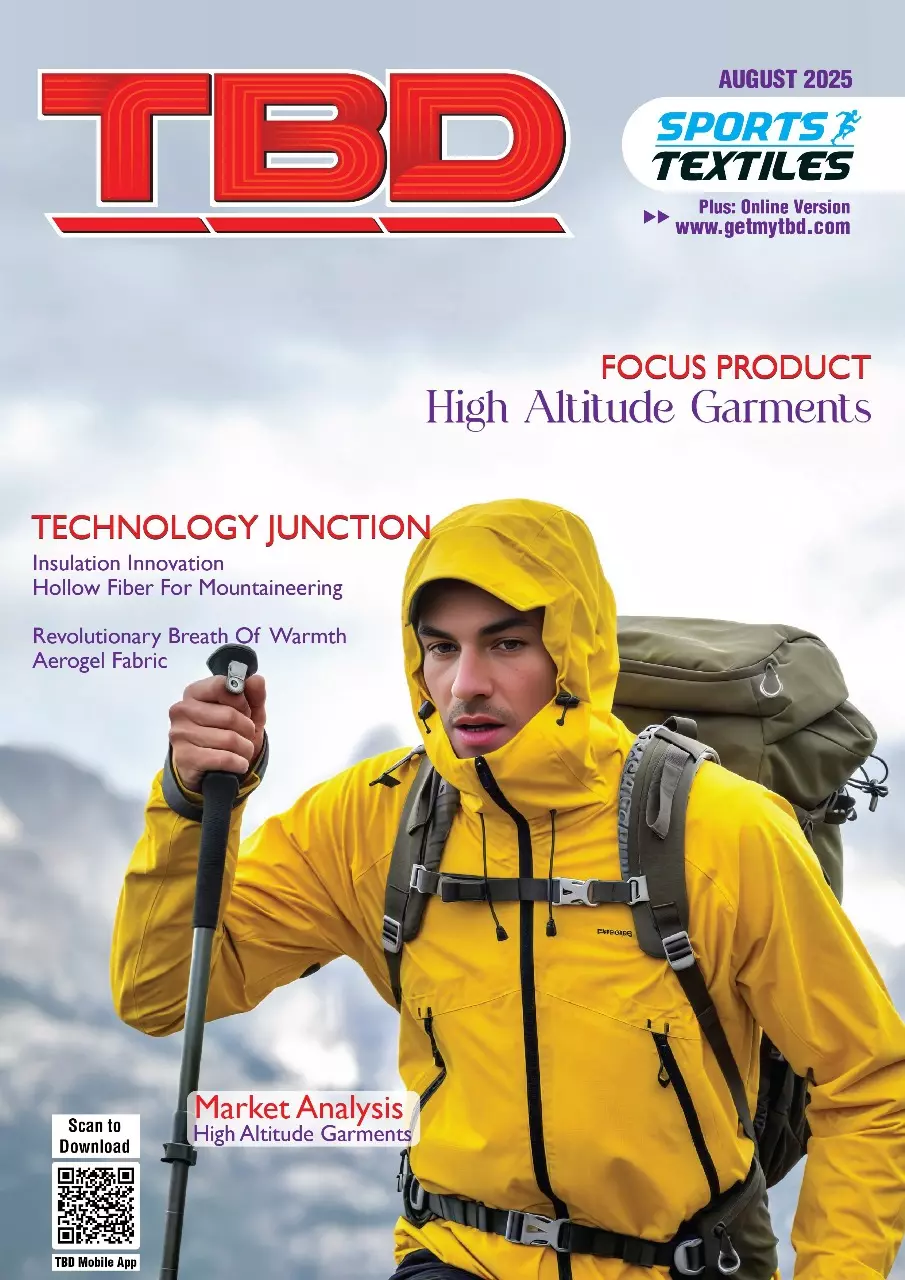 TBD
AUGUST 2025
SPORTS
TEXTILES
Plus: Online Version
www.getmytbd.com
FOCUS PRODUCT
High Altitude Garments
TECHNOLOGY JUNCTION
Insulation Innovation
Hollow Fiber For Mountaineering
Revolutionary Breath Of Warmth
Aerogel Fabric
Market Analysis
High Altitude Garments
Scan to
Download
TBD Mobile App